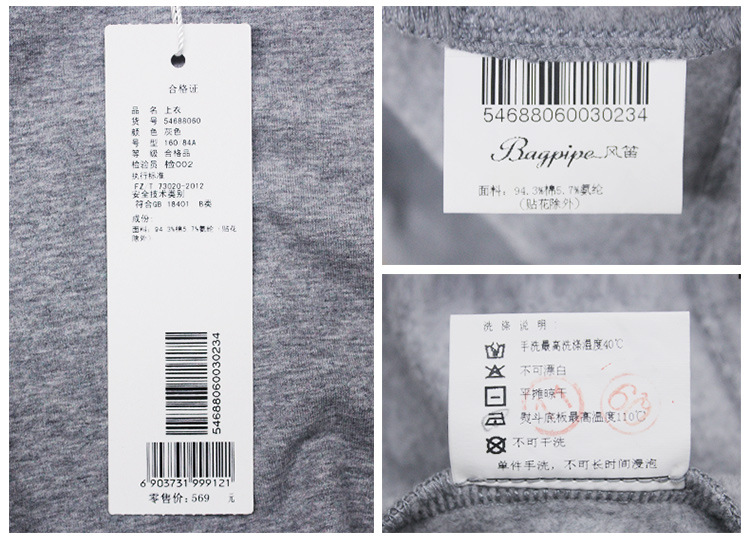 合格证
品 名 上衣
货 号 54688060
颜 色 灰色
号 型 160 84A
等 级 合格品
检验员 检002
执行标准
FZ T 73020-2012
安全技术类别
符合GB 18401 B类
成份:
面料: 94.3%棉5.7%氨纶 (贴花
除外)
54688060030234
6 903731 999121
零售价: 569 元
54688060030234
Bagpipe 风笛
面料: 94.3%棉5.7%氨纶
(贴花除外)
洗 涤 说 明:
手洗最高洗涤温度40℃
不可漂白
平摊晾干
熨斗底板最高温度110℃
不可干洗
单件手洗, 不可长时间浸泡